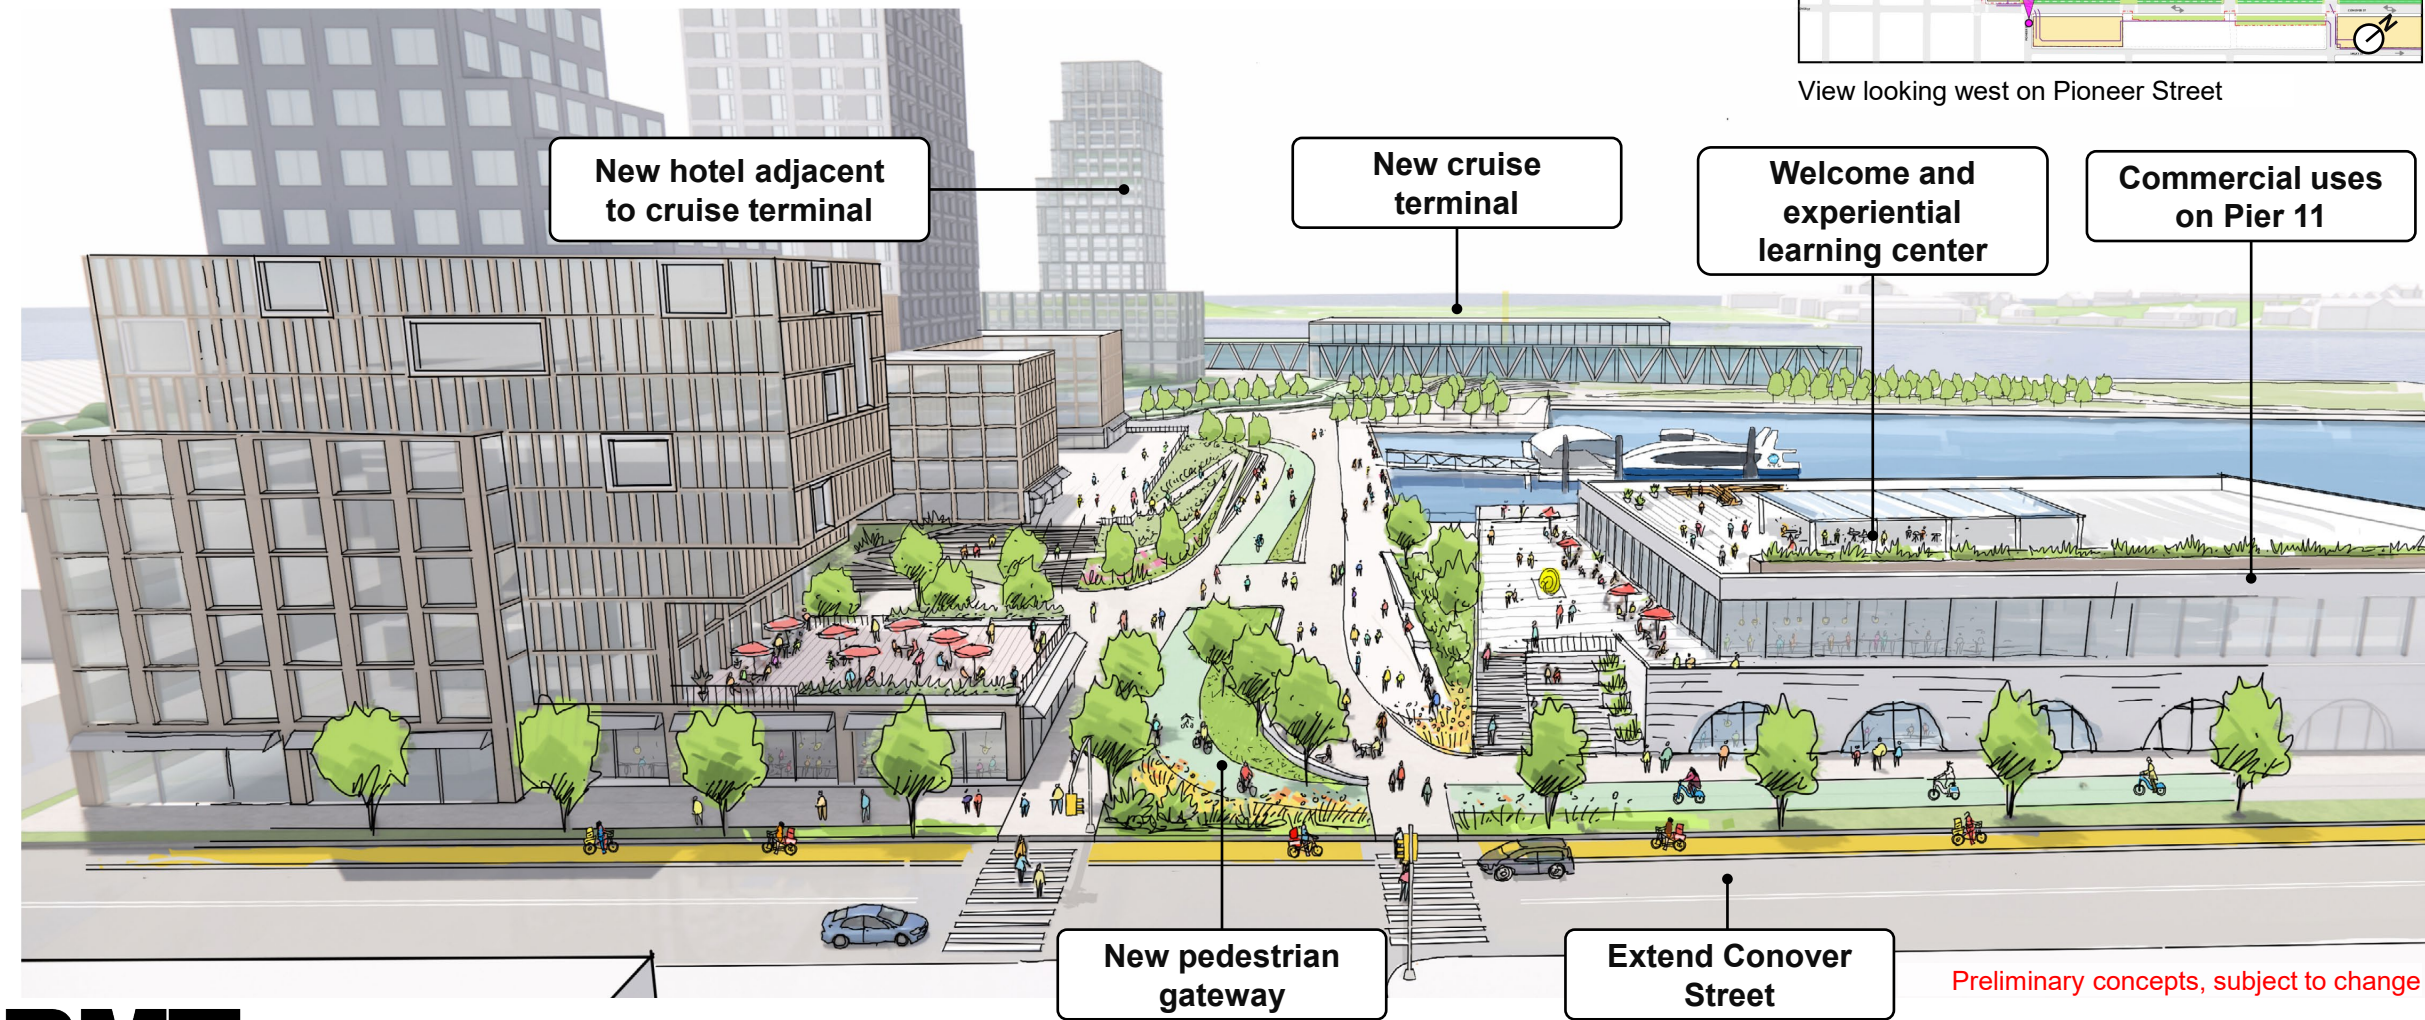 View looking west on Pioneer Street
New hotel adjacent
to cruise terminal
New cruise
terminal
Welcome and
experiential
learning center
Commercial uses
on Pier 11
New pedestrian
gateway
Extend Conover
Street
Preliminary concepts, subject to change
N